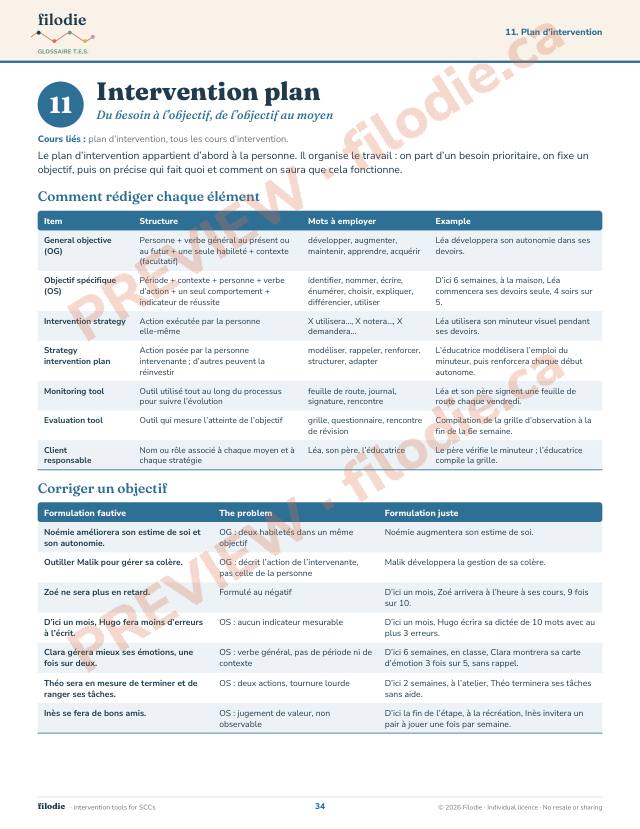 filodie
GLOSSAIRE T.E.S.
11. Plan d'intervention
11
Intervention plan
Du besoin à l'objectif, de l'objectif au moyen
Cours liés : plan d'intervention, tous les cours d'intervention.
Le plan d'intervention appartient d'abord à la personne. Il organise le travail : on part d'un besoin prioritaire, on fixe un
objectif, puis on précise qui fait quoi et comment on saura que cela fonctionne.
Comment rédiger chaque élément
Item Structure Mots à employer Example
General objective Personne + verbe général au présent ou développer, augmenter, Léa développera son autonomie dans ses
(OG) au futur + une seule habileté + contexte maintenir, apprendre, acquérir devoirs.
(facultatif)
Objectif spécifique Période + contexte + personne + verbe identifier, nommer, écrire, D'ici 6 semaines, à la maison, Léa
(OS) d'action + un seul comportement + énumérer, choisir, expliquer, commencera ses devoirs seule, 4 soirs sur
indicateur de réussite différencier, utiliser 5.
Intervention strategy Action exécutée par la personne X utilisera…, X notera…, X Léa utilisera son minuteur visuel pendant
elle-même demandera… ses devoirs.
Strategy Action posée par la personne modéliser, rappeler, renforcer, L'éducatrice modélisera l'emploi du
intervention plan intervenante ; d'autres peuvent la structurer, adapter minuteur, puis renforcera chaque début
réinvestir autonome.
Monitoring tool Outil utilisé tout au long du processus feuille de route, journal, Léa et son père signent une feuille de
pour suivre l'évolution signature, rencontre route chaque vendredi.
Evaluation tool Outil qui mesure l'atteinte de l'objectif grille, questionnaire, rencontre Compilation de la grille d'observation à la
de révision fin de la 6e semaine.
Client Nom ou rôle associé à chaque moyen et à Léa, son père, l'éducatrice Le père vérifie le minuteur ; l'éducatrice
responsable chaque stratégie compile la grille.
Corriger un objectif
Formulation fautive The problem Formulation juste
Noémie améliorera son estime de soi et OG : deux habiletés dans un même Noémie augmentera son estime de soi.
son autonomie. objectif
Outiller Malik pour gérer sa colère. OG : décrit l'action de l'intervenante, Malik développera la gestion de sa colère.
pas celle de la personne
Zoé ne sera plus en retard. Formulé au négatif D'ici un mois, Zoé arrivera à l'heure à ses cours, 9 fois
sur 10.
D'ici un mois, Hugo fera moins d'erreurs OS : aucun indicateur mesurable D'ici un mois, Hugo écrira sa dictée de 10 mots avec au
à l'écrit. plus 3 erreurs.
Clara gérera mieux ses émotions, une OS : verbe général, pas de période ni de D'ici 6 semaines, en classe, Clara montrera sa carte
fois sur deux. contexte d'émotion 3 fois sur 5, sans rappel.
Théo sera en mesure de terminer et de OS : deux actions, tournure lourde D'ici 2 semaines, à l'atelier, Théo terminera ses tâches
ranger ses tâches. sans aide.
Inès se fera de bons amis. OS : jugement de valeur, non D'ici la fin de l'étape, à la récréation, Inès invitera un
observable pair à jouer une fois par semaine.
PREVIEW · filodie.ca
PREVIEW · filodie.ca
filodie · intervention tools for SCCs 34 © 2026 Filodie · Individual licence · No resale or sharing